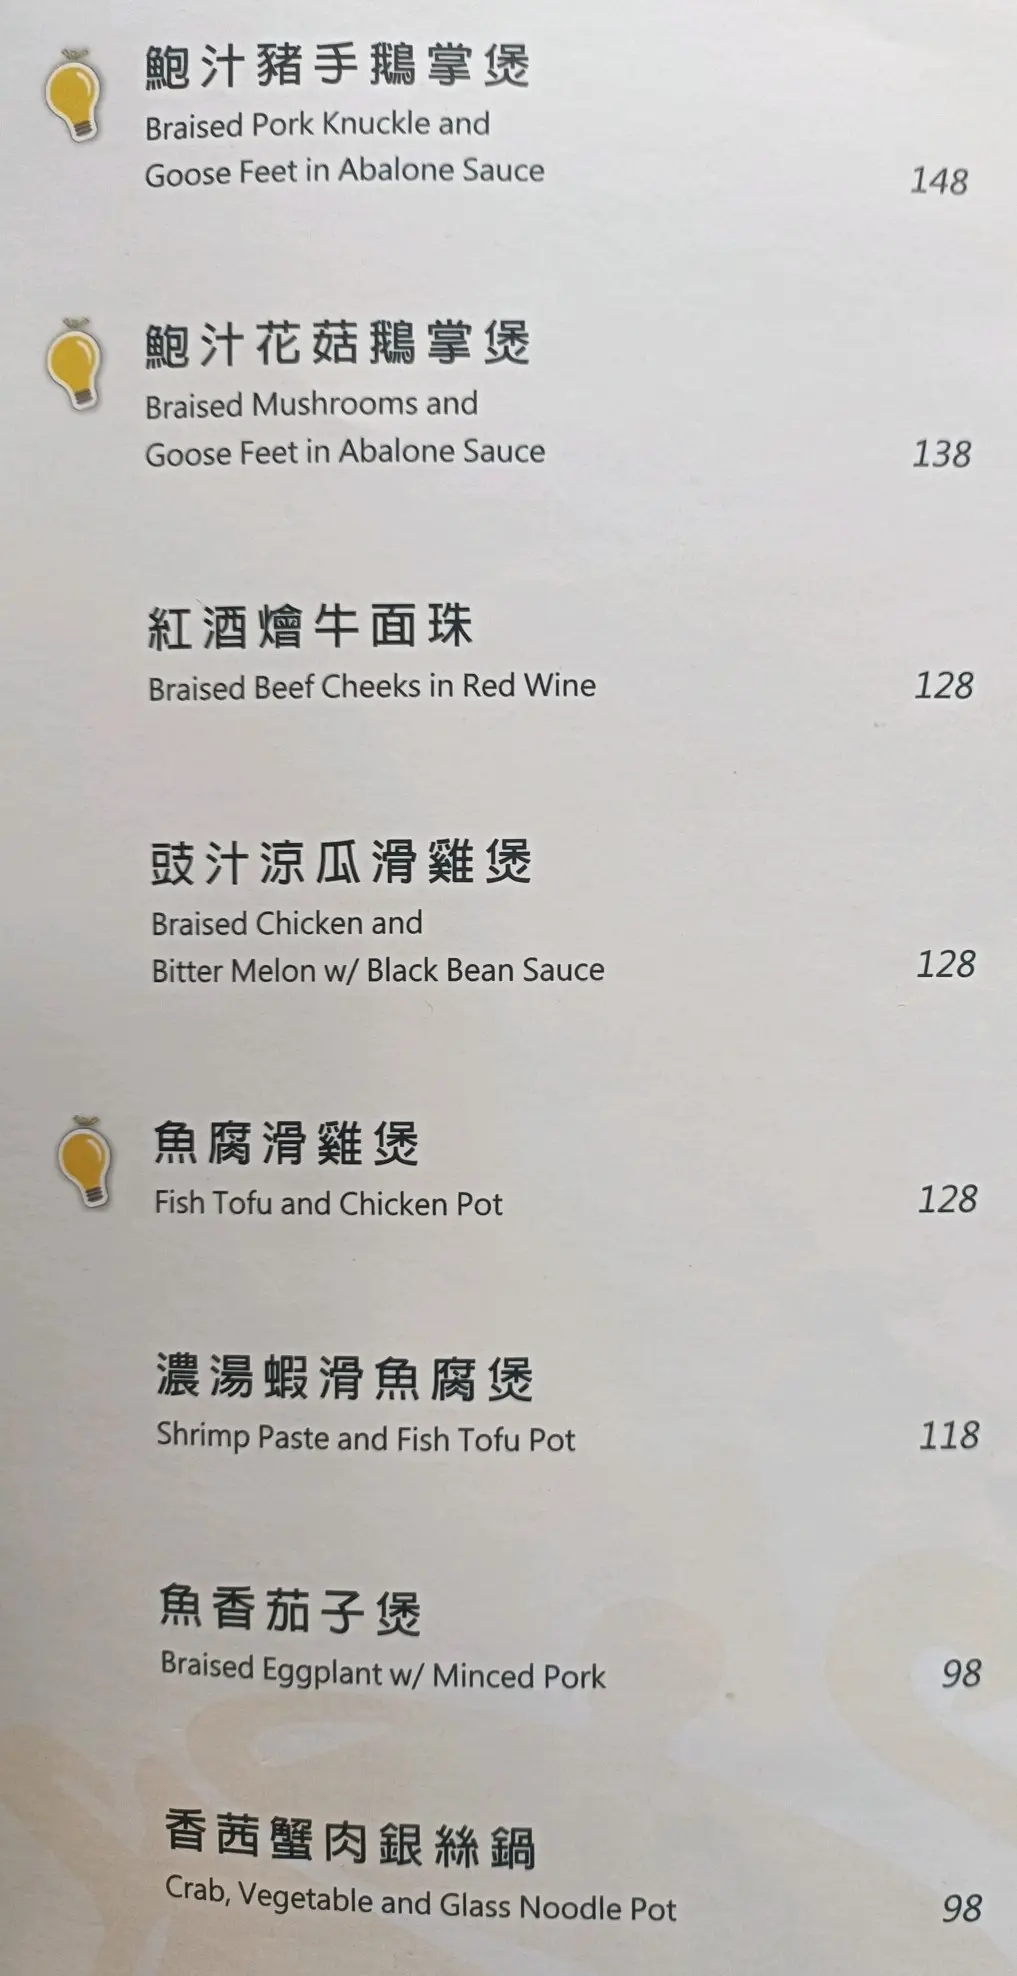 鮑汁豬手鵝掌煲
Braised Pork Knuckle and
Goose Feet in Abalone Sauce 148
鮑汁花菇鵝掌煲
Braised Mushrooms and
Goose Feet in Abalone Sauce 138
紅酒燴牛面珠
Braised Beef Cheeks in Red Wine 128
豉汁涼瓜滑雞煲
Braised Chicken and
Bitter Melon w/ Black Bean Sauce 128
魚腐滑雞煲
Fish Tofu and Chicken Pot 128
濃湯蝦滑魚腐煲
Shrimp Paste and Fish Tofu Pot 118
魚香茄子煲
Braised Eggplant w/ Minced Pork 98
香茜蟹肉銀絲鍋
Crab, Vegetable and Glass Noodle Pot 98